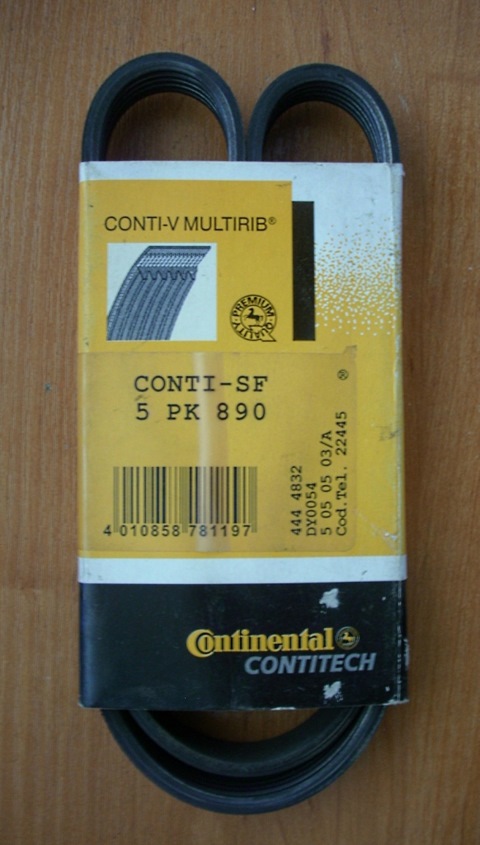 CONTI-V MULTIRIB®
PREMIUM
QUALITY
CONTI-SF
5 PK 890
®
444 4832
DY0054
5 05 05 03/A
Cod.Tel. 22445
4 010858 781197
Continental
CONTITECH